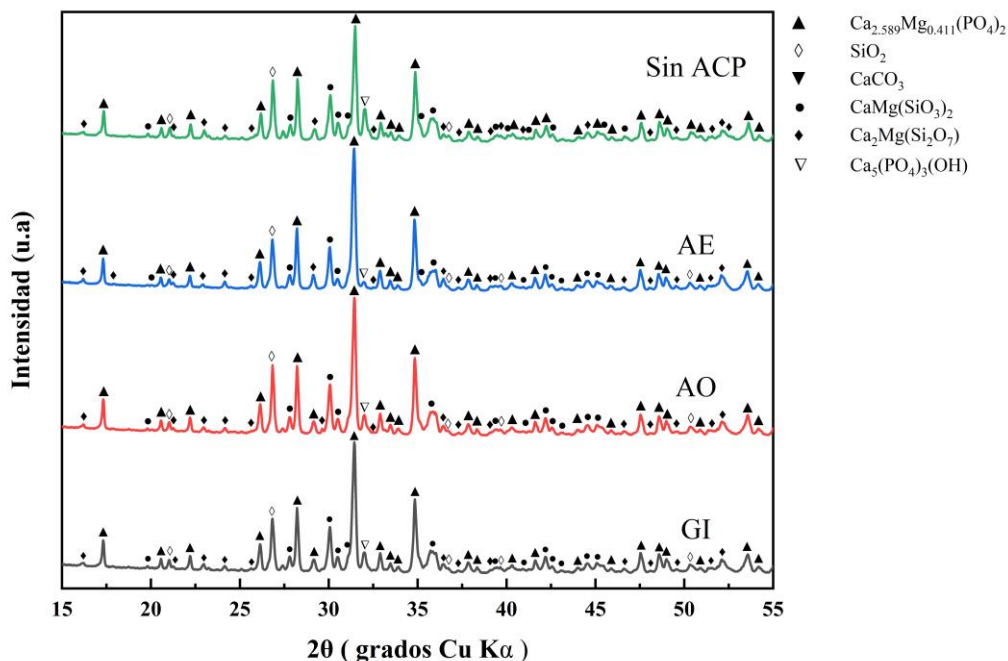 Sin ACP
AE
AO
GI
Intensidad (u.a)
15 20 25 30 35 40 45 50 55
2θ ( grados Cu Kα )
Ca2.589Mg0.411(PO4)2
SiO2
CaCO3
CaMg(SiO3)2
Ca2Mg(Si2O7)
Ca5(PO4)3(OH)